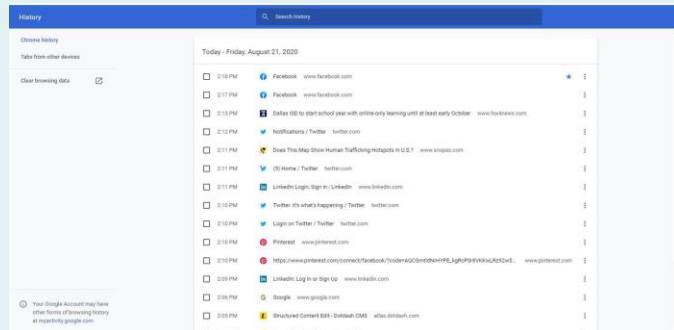 History
Search history
Chrome history
Tabs from other devices
Clear browsing data
Today - Friday, August 21, 2020
2:18 PM Facebook www.facebook.com
2:17 PM Facebook www.facebook.com
2:13 PM Dallas ISD to start school year with online-only learning until at least early October www.foxnews.com
2:12 PM Notifications / Twitter twitter.com
2:11 PM Does This Map Show Human Trafficking Hotspots in U.S.? www.snopes.com
2:11 PM (5) Home / Twitter twitter.com
2:11 PM LinkedIn Login, Sign in | LinkedIn www.linkedin.com
2:10 PM Twitter. It's what's happening / Twitter twitter.com
2:10 PM Login on Twitter / Twitter twitter.com
2:10 PM Pinterest www.pinterest.com
2:10 PM www.pinterest.com
2:09 PM LinkedIn: Log In or Sign Up www.linkedin.com
2:06 PM Google www.google.com
2:05 PM Structured Content Edit - Dotdash CMS atlas.dotdash.com
Your Google Account may have
other forms of browsing history
at myactivity.google.com